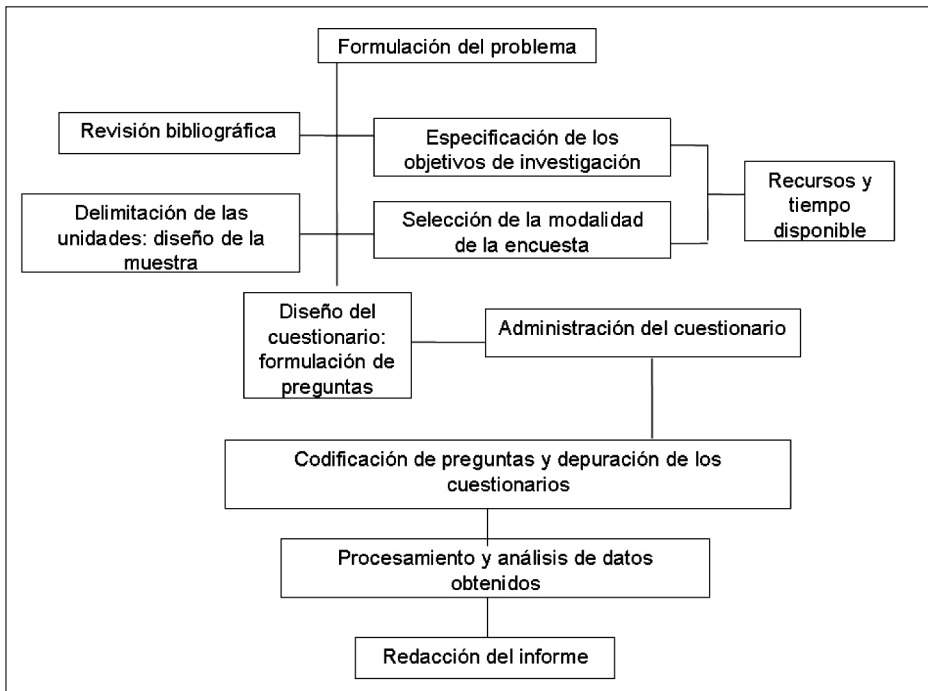 Formulación del problema
Revisión bibliográfica
Especificación de los
objetivos de investigación
Recursos y
tiempo
disponible
Delimitación de las
unidades: diseño de la
muestra
Selección de la modalidad
de la encuesta
Diseño del
cuestionario:
formulación de
preguntas
Administración del cuestionario
Codificación de preguntas y depuración de los
cuestionarios
Procesamiento y análisis de datos
obtenidos
Redacción del informe